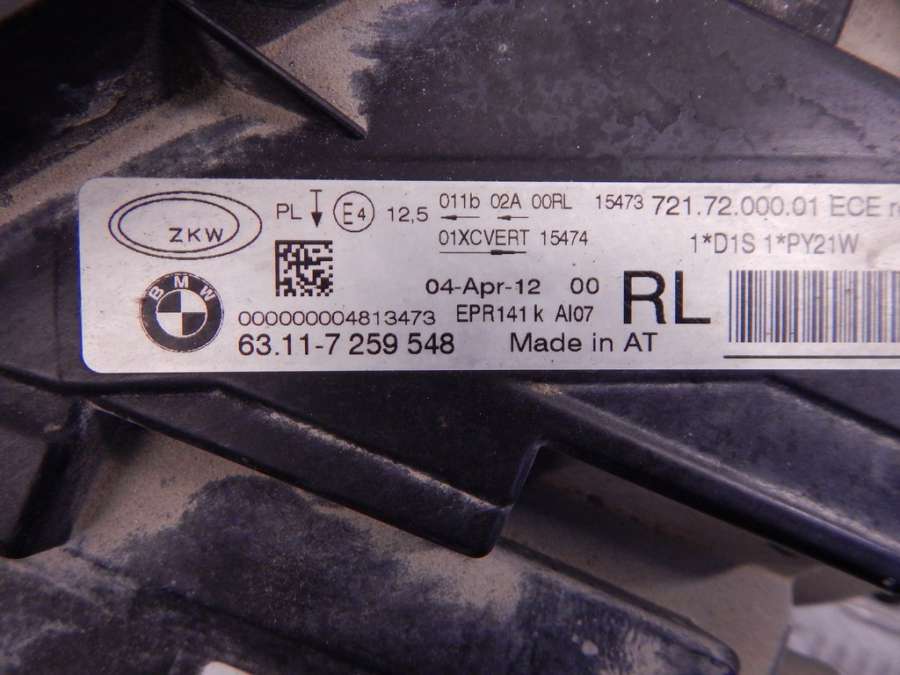 ZKW
PL E4 12,5 011b 02A 00RL 15473 721.72.000.01 ECE
01XCVERT 15474 1*D1S 1*PY21W
04-Apr-12 00 RL
BMW
000000004813473 EPR141 k AI07
63.11-7 259 548 Made in AT